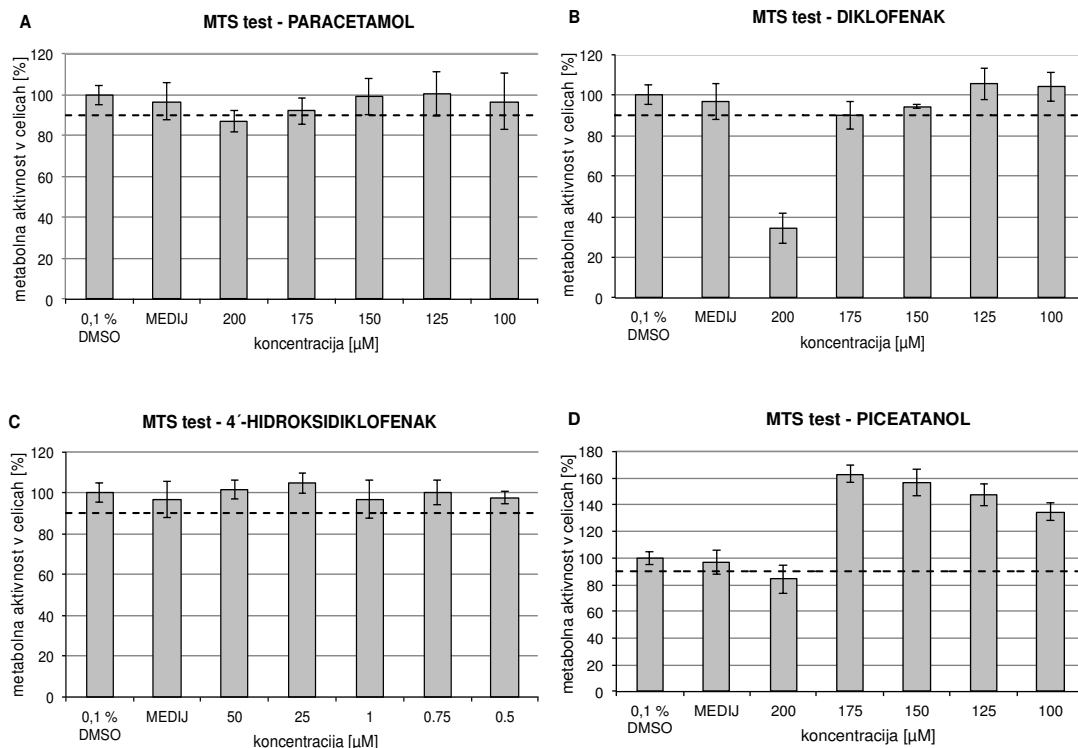 A
MTS test - PARACETAMOL
metabolna aktivnost v celicah [%]
120
100
80
60
40
20
0
0,1 % DMSO MEDIJ 200 175 150 125 100
koncentracija [µM]
B
MTS test - DIKLOFENAK
metabolna aktivnost v celicah [%]
120
100
80
60
40
20
0
0,1 % DMSO MEDIJ 200 175 150 125 100
koncentracija [µM]
C
MTS test - 4´-HIDROKSIDIKLOFENAK
metabolna aktivnost v celicah [%]
120
100
80
60
40
20
0
0,1 % DMSO MEDIJ 50 25 1 0.75 0.5
koncentracija [µM]
D
MTS test - PICEATANOL
metabolna aktivnost v celicah [%]
180
160
140
120
100
80
60
40
20
0
0,1 % DMSO MEDIJ 200 175 150 125 100
koncentracija [µM]